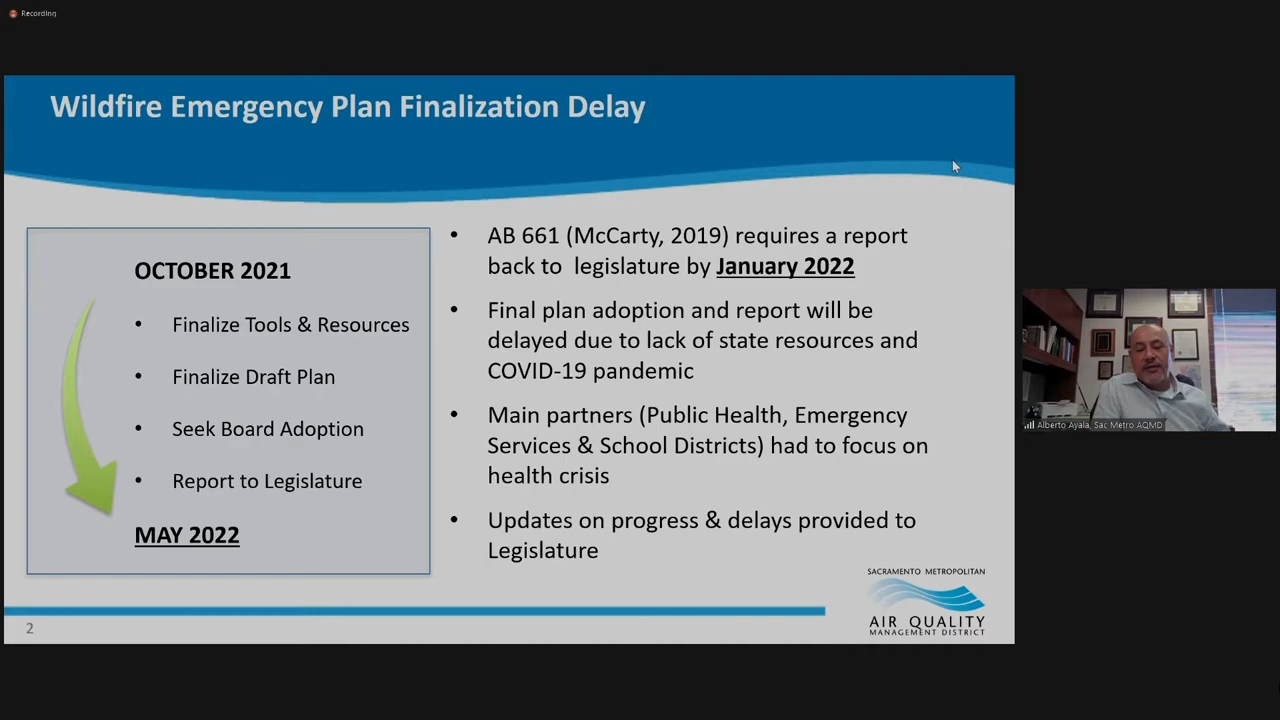 Recording
Wildfire Emergency Plan Finalization Delay
OCTOBER 2021
• Finalize Tools & Resources
• Finalize Draft Plan
• Seek Board Adoption
• Report to Legislature
MAY 2022
• AB 661 (McCarty, 2019) requires a report
back to legislature by January 2022
• Final plan adoption and report will be
delayed due to lack of state resources and
COVID-19 pandemic
• Main partners (Public Health, Emergency
Services & School Districts) had to focus on
health crisis
• Updates on progress & delays provided to
Legislature
SACRAMENTO METROPOLITAN
AIR QUALITY
MANAGEMENT DISTRICT
2
Alberto Ayala, Sac Metro AQMD